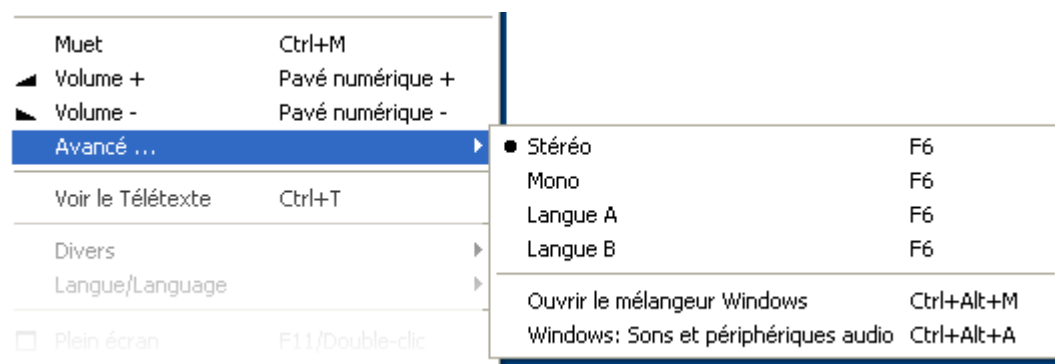 Muet Ctrl+M
Volume + Pavé numérique +
Volume - Pavé numérique -
Avancé ...
Voir le Télétexte Ctrl+T
Divers
Langue/Language
Plein écran F11/Double-clic
Stéréo F6
Mono F6
Langue A F6
Langue B F6
Ouvrir le mélangeur Windows Ctrl+Alt+M
Windows: Sons et périphériques audio Ctrl+Alt+A